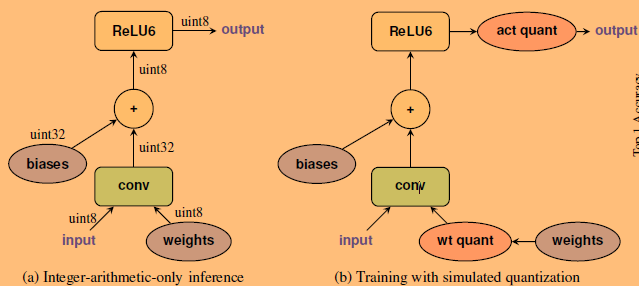 ReLU6
uint8
output
uint8
+
uint32
biases
uint32
conv
uint8
uint8
input
weights
(a) Integer-arithmetic-only inference
ReLU6
act quant
output
+
biases
conv
input
wt quant
weights
(b) Training with simulated quantization
Top 1 Accuracy